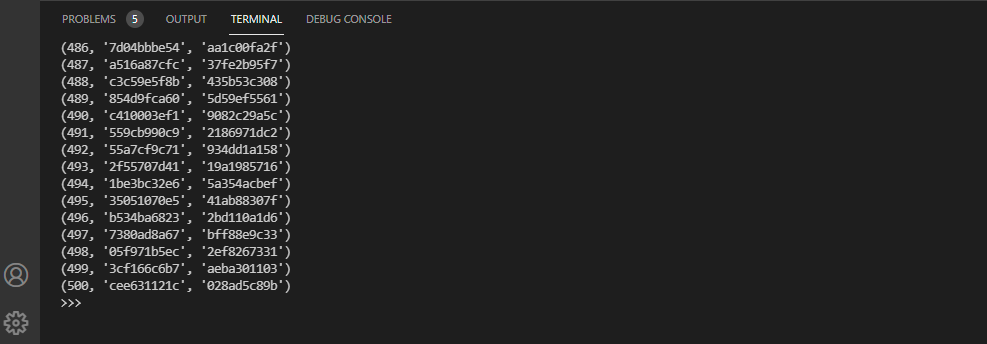 PROBLEMS 5 OUTPUT TERMINAL DEBUG CONSOLE
(486, '7d04bbbe54', 'aa1c00fa2f')
(487, 'a516a87cfc', '37fe2b95f7')
(488, 'c3c59e5f8b', '435b53c308')
(489, '854d9fca60', '5d59ef5561')
(490, 'c410003ef1', '9082c29a5c')
(491, '559cb990c9', '2186971dc2')
(492, '55a7cf9c71', '934dd1a158')
(493, '2f55707d41', '19a1985716')
(494, '1be3bc32e6', '5a354acbef')
(495, '35051070e5', '41ab88307f')
(496, 'b534ba6823', '2bd110a1d6')
(497, '7380ad8a67', 'bff88e9c33')
(498, '05f971b5ec', '2ef8267331')
(499, '3cf166c6b7', 'aeba301103')
(500, 'cee631121c', '028ad5c89b')
>>>